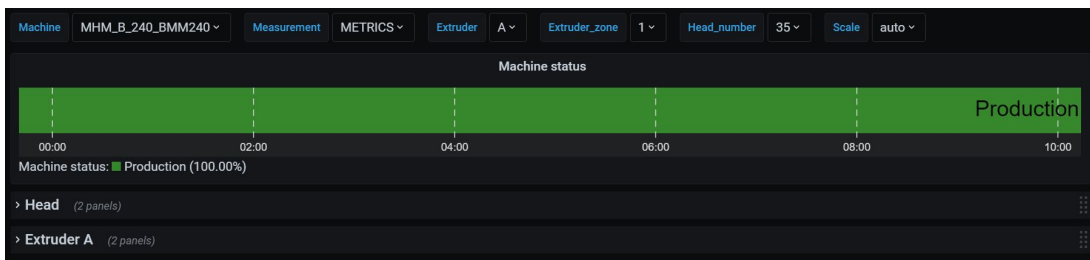 Machine MHM_B_240_BMM240 Measurement METRICS Extruder A Extruder_zone 1 Head_number 35 Scale auto
Machine status
Production
00:00 02:00 04:00 06:00 08:00 10:00
Machine status: Production (100.00%)
Head (2 panels)
Extruder A (2 panels)